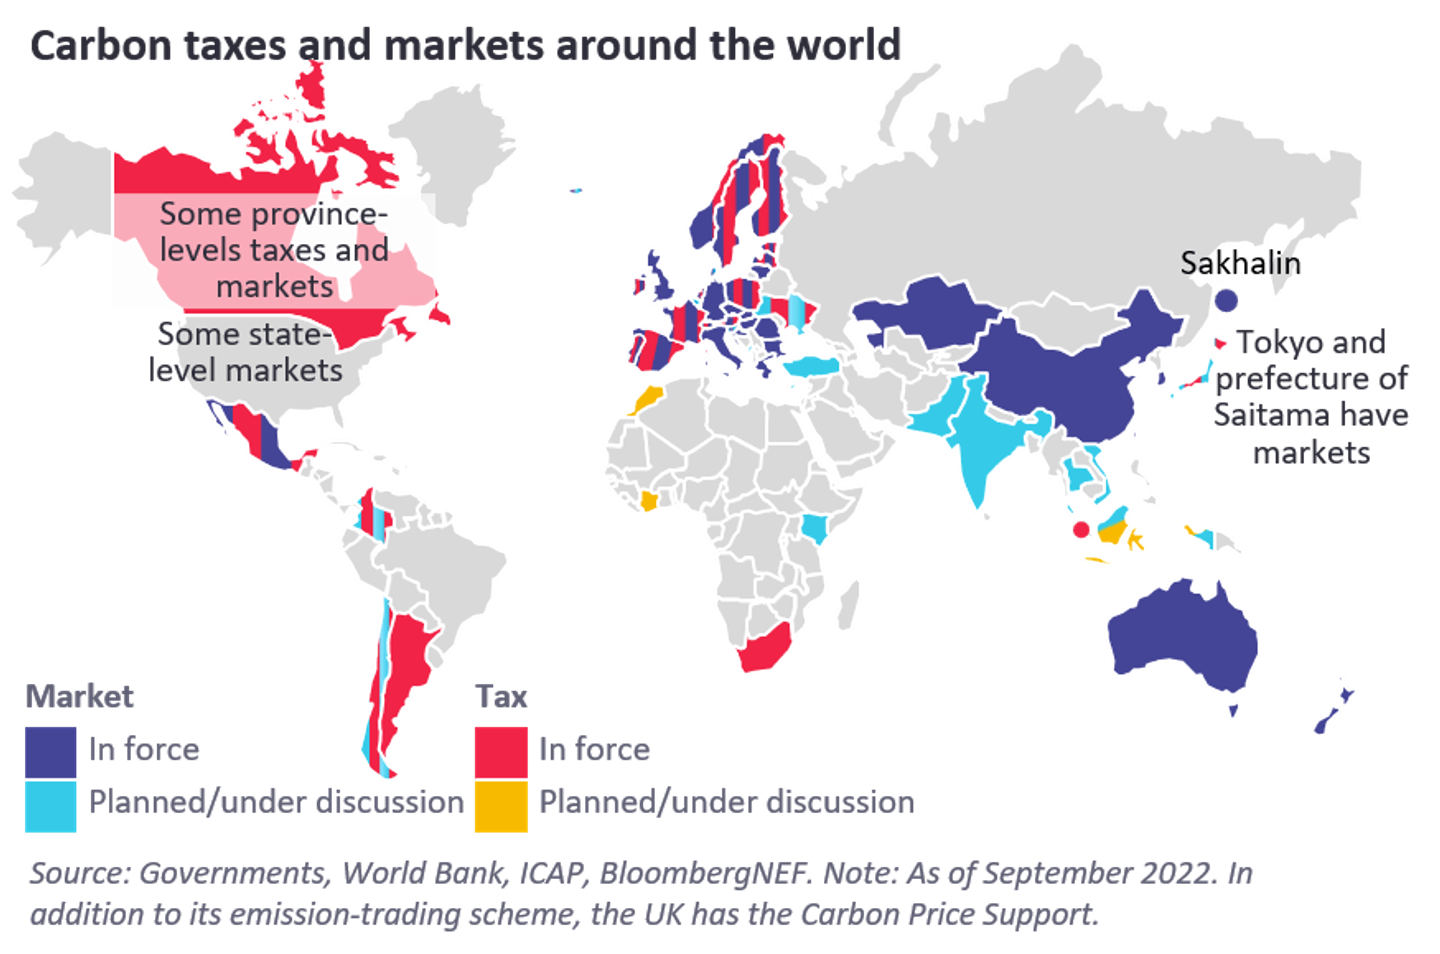 Carbon taxes and markets around the world
Some province-
levels taxes and
markets
Some state-
level markets
Sakhalin
Tokyo and
prefecture of
Saitama have
markets
Market
In force
Planned/under discussion
Tax
In force
Planned/under discussion
Source: Governments, World Bank, ICAP, BloombergNEF. Note: As of September 2022. In
addition to its emission-trading scheme, the UK has the Carbon Price Support.